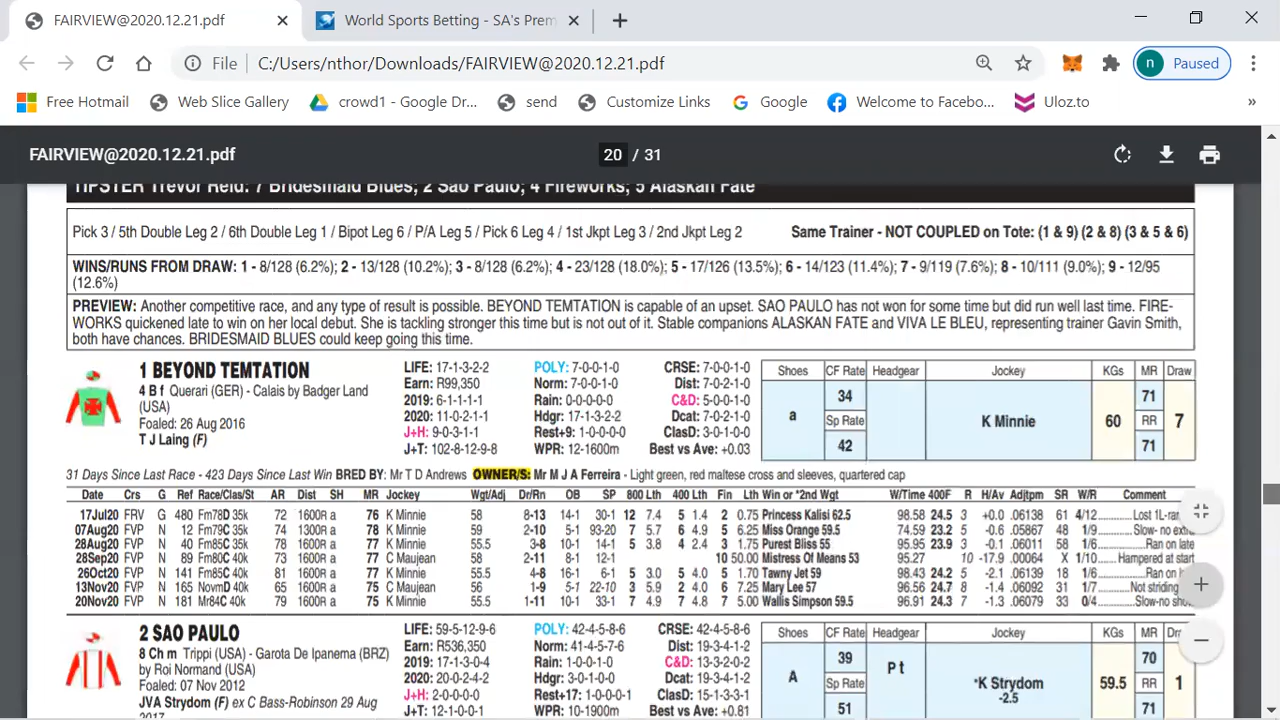 FAIRVIEW@2020.12.21.pdf
World Sports Betting - SA's Prem
File C:/Users/nthor/Downloads/FAIRVIEW@2020.12.21.pdf n Paused
Free Hotmail Web Slice Gallery crowd1 - Google Dr... send Customize Links Google Welcome to Facebo... Uloz.to »
FAIRVIEW@2020.12.21.pdf 20 / 31
TIPSTER Trevor Reid: 7 Bridesmaid Blues; 2 Sao Paulo; 4 Fireworks; 5 Alaskan Fate
Pick 3 / 5th Double Leg 2 / 6th Double Leg 1 / Bipot Leg 6 / P/A Leg 5 / Pick 6 Leg 4 / 1st Jkpt Leg 3 / 2nd Jkpt Leg 2 Same Trainer - NOT COUPLED on Tote: (1 & 9) (2 & 8) (3 & 5 & 6)
WINS/RUNS FROM DRAW: 1 - 8/128 (6.2%); 2 - 13/128 (10.2%); 3 - 8/128 (6.2%); 4 - 23/128 (18.0%); 5 - 17/126 (13.5%); 6 - 14/123 (11.4%); 7 - 9/119 (7.6%); 8 - 10/111 (9.0%); 9 - 12/95
(12.6%)
PREVIEW: Another competitive race, and any type of result is possible. BEYOND TEMTATION is capable of an upset. SAO PAULO has not won for some time but did run well last time. FIRE-
WORKS quickened late to win on her local debut. She is tackling stronger this time but is not out of it. Stable companions ALASKAN FATE and VIVA LE BLEU, representing trainer Gavin Smith,
both have chances. BRIDESMAID BLUES could keep going this time.
1 BEYOND TEMTATION
4 B f Querari (GER) - Calais by Badger Land
(USA)
Foaled: 26 Aug 2016
T J Laing (F)
LIFE: 17-1-3-2-2 POLY: 7-0-0-1-0 CRSE: 7-0-0-1-0
Earn: R99,350 Norm: 7-0-0-1-0 Dist: 7-0-2-1-0
2019: 6-1-1-1-1 Rain: 0-0-0-0-0 C&D: 5-0-0-1-0
2020: 11-0-2-1-1 Hdgr: 17-1-3-2-2 Dcat: 7-0-2-1-0
J+H: 9-0-3-1-1 Rest+9: 1-0-0-0-0 ClasD: 3-0-1-0-0
J+T: 102-8-12-9-8 WPR: 12-1600m Best vs Ave: +0.03
Shoes CF Rate Headgear Jockey KGs MR Draw
a 34 K Minnie 60 71 7
Sp Rate RR
42 71
31 Days Since Last Race - 423 Days Since Last Win BRED BY: Mr T D Andrews OWNER/S: Mr M J A Ferreira - Light green, red maltese cross and sleeves, quartered cap
Date Crs G Ref Race/Clas/St AR Dist SH MR Jockey Wgt/Adj Dr/Rn OB SP 800 Lth 400 Lth Fin Lth Win or *2nd Wgt W/Time 400F R H/Av Adjtpm SR W/R Comment
17Jul20 FRV G 480 Fm78D 35k 72 1600R a 76 K Minnie 58 8-13 14-1 30-1 12 7.4 5 1.4 2 0.75 Princess Kalisi 62.5 98.58 24.5 3 +0.0 .06138 61 4/12 Lost 1L-ran
07Aug20 FVP N 12 Fm79C 35k 74 1300R a 78 K Minnie 59 2-10 5-1 93-20 7 5.7 6 4.9 5 6.25 Miss Orange 59.5 74.59 23.2 5 -0.6 .05867 48 1/9 Slow- no ext
28Aug20 FVP N 40 Fm85C 35k 78 1600R a 77 K Minnie 55.5 3-8 10-1 14-1 5 3.8 4 2.4 3 1.75 Purest Bliss 55 95.95 23.9 3 -0.1 .06011 58 1/6 Ran on late
28Sep20 FVP N 89 Fm80C 40k 73 1600R a 77 C Maujean 58 2-11 8-1 12-1 10 50.00 Mistress Of Means 53 95.27 10 -17.9 .00064 X 1/10 Hampered at start
26Oct20 FVP N 141 Fm85C 40k 81 1600R a 77 K Minnie 55.5 4-8 16-1 6-1 5 3.0 5 4.0 5 1.70 Tawny Jet 59 98.43 24.2 5 -2.1 .06139 18 1/6 Ran on
13Nov20 FVP N 165 NovmD 40k 65 1600R a 77 C Maujean 56 1-9 5-1 22-10 3 5.9 2 4.0 6 7.25 Mary Lee 57 94.82 24.4 8 -1.4 .06092 31 1/7 Not striding
20Nov20 FVP N 181 Mr84C 40k 79 1600R a 75 K Minnie 55.5 1-11 10-1 33-1 7 4.9 7 4.8 7 5.00 Wallis Simpson 59.5 96.91 24.3 7 -1.3 .06079 33 0/4 Slow-no sho
2 SAO PAULO
8 Ch m Trippi (USA) - Garota De Ipanema (BRZ)
by Roi Normand (USA)
Foaled: 07 Nov 2012
JVA Strydom (F) ex C Bass-Robinson 29 Aug
2017
LIFE: 59-5-12-9-6 POLY: 42-4-5-8-6 CRSE: 42-4-5-8-6
Earn: R536,350 Norm: 41-4-5-7-6 Dist: 19-3-4-1-2
2019: 17-1-3-0-4 Rain: 1-0-0-1-0 C&D: 13-3-2-0-2
2020: 20-0-2-4-2 Hdgr: 3-0-1-0-0 Dcat: 19-3-4-1-2
J+H: 2-0-0-0-0 Rest+17: 1-0-0-0-1 ClasD: 15-1-3-3-1
J+T: 12-1-0-0-1 WPR: 10-1900m Best vs Ave: +0.81
Shoes CF Rate Headgear Jockey KGs MR
A 39 P t *K Strydom 59.5 70 1
Sp Rate -2.5 RR
51 71